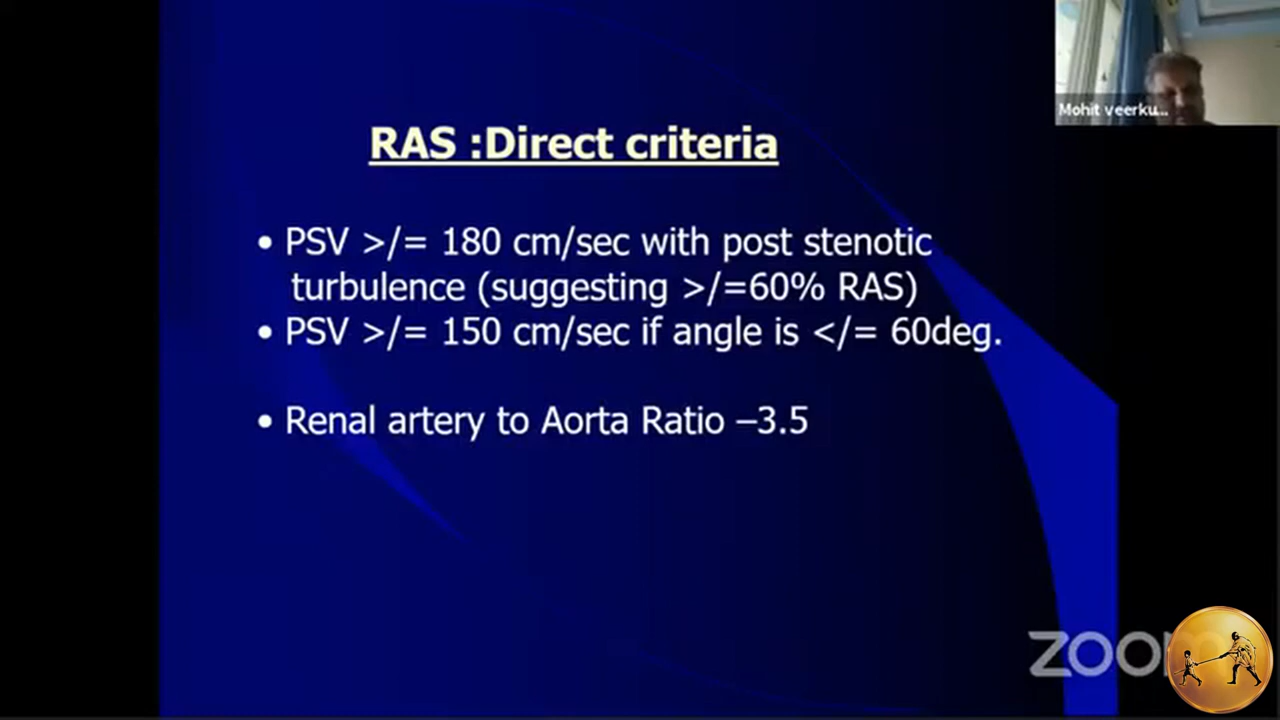 Mohit veerku...
RAS :Direct criteria
• PSV >/= 180 cm/sec with post stenotic
turbulence (suggesting >/=60% RAS)
• PSV >/= 150 cm/sec if angle is </= 60deg.
• Renal artery to Aorta Ratio –3.5
zoom